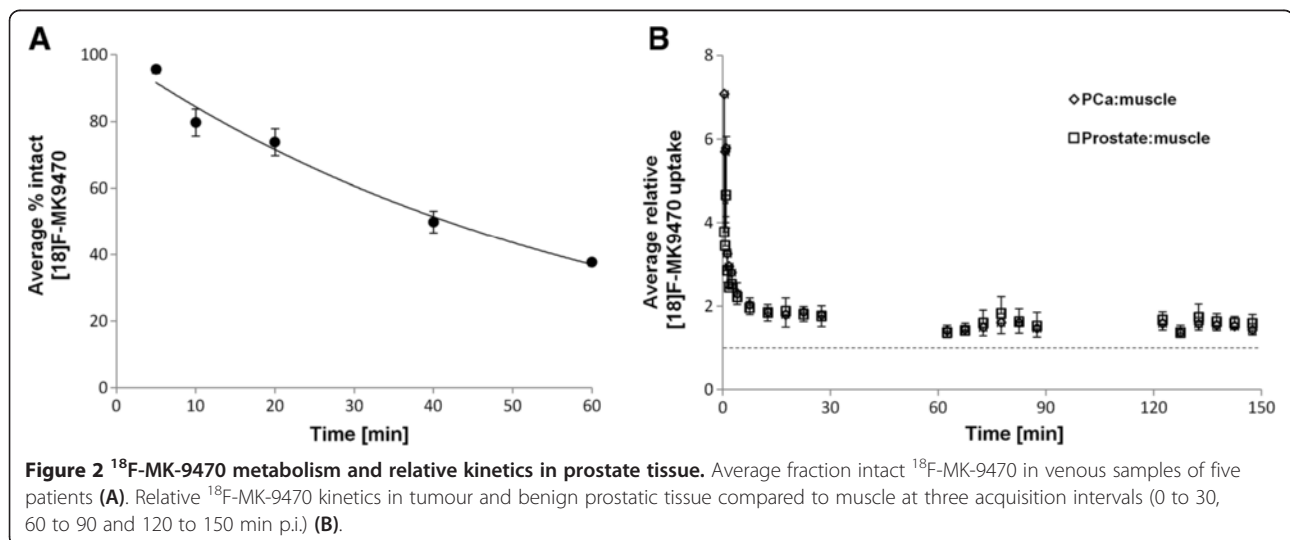 A
100
80
60
40
20
0
Average % intact
[18]F-MK9470
0
10
20
30
40
50
60
Time [min]
B
8
6
4
2
0
Average relative
[18]F-MK9470 uptake
PCa:muscle
Prostate:muscle
0
30
60
90
120
150
Time [min]
Figure 2 ¹⁸F-MK-9470 metabolism and relative kinetics in prostate tissue. Average fraction intact ¹⁸F-MK-9470 in venous samples of five
patients (A). Relative ¹⁸F-MK-9470 kinetics in tumour and benign prostatic tissue compared to muscle at three acquisition intervals (0 to 30,
60 to 90 and 120 to 150 min p.i.) (B).